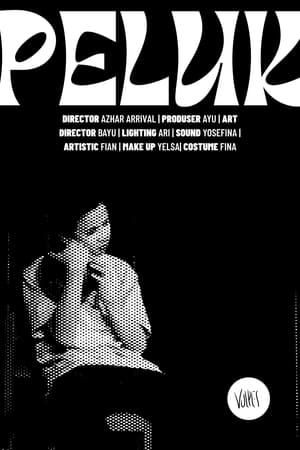 PELUK
DIRECTOR AZHAR ARRIVAL | PRODUSER AYU | ART
DIRECTOR BAYU | LIGHTING ARI | SOUND YOSEFINA |
ARTISTIC FIAN | MAKE UP YELSA| COSTUME FINA
VULPES